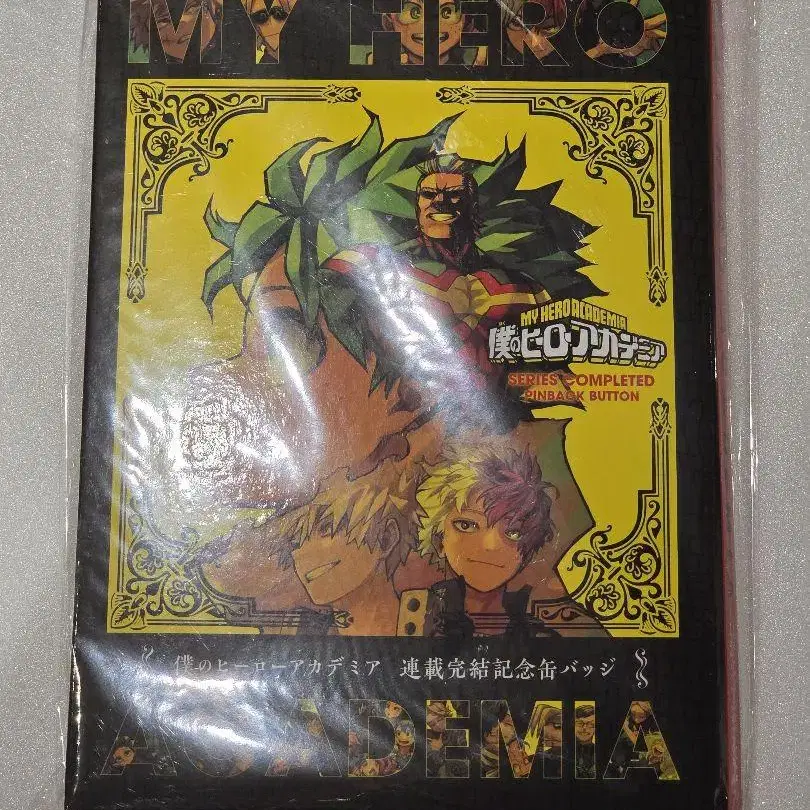 MY HERO
MY HERO ACADEMIA
僕のヒーローアカデミア
SERIES COMPLETED
PINBACK BUTTON
僕のヒーローアカデミア 連載完結記念缶バッジ
ACADEMIA